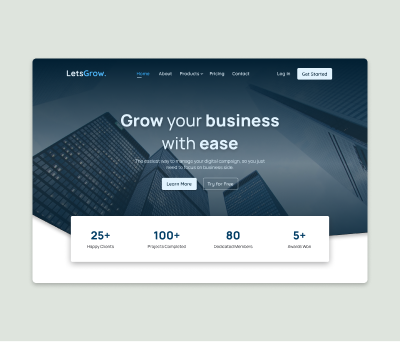 LetsGrow.
Home
About
Products
Pricing
Contact
Log in
Get Started
Grow your business
with ease
The easiest way to manage your digital campaign, so you just
need to focus on business side.
Learn More
Try For Free
25+
100+
80
5+
Happy Clients
Projects Completed
Dedicated Members
Awards Won